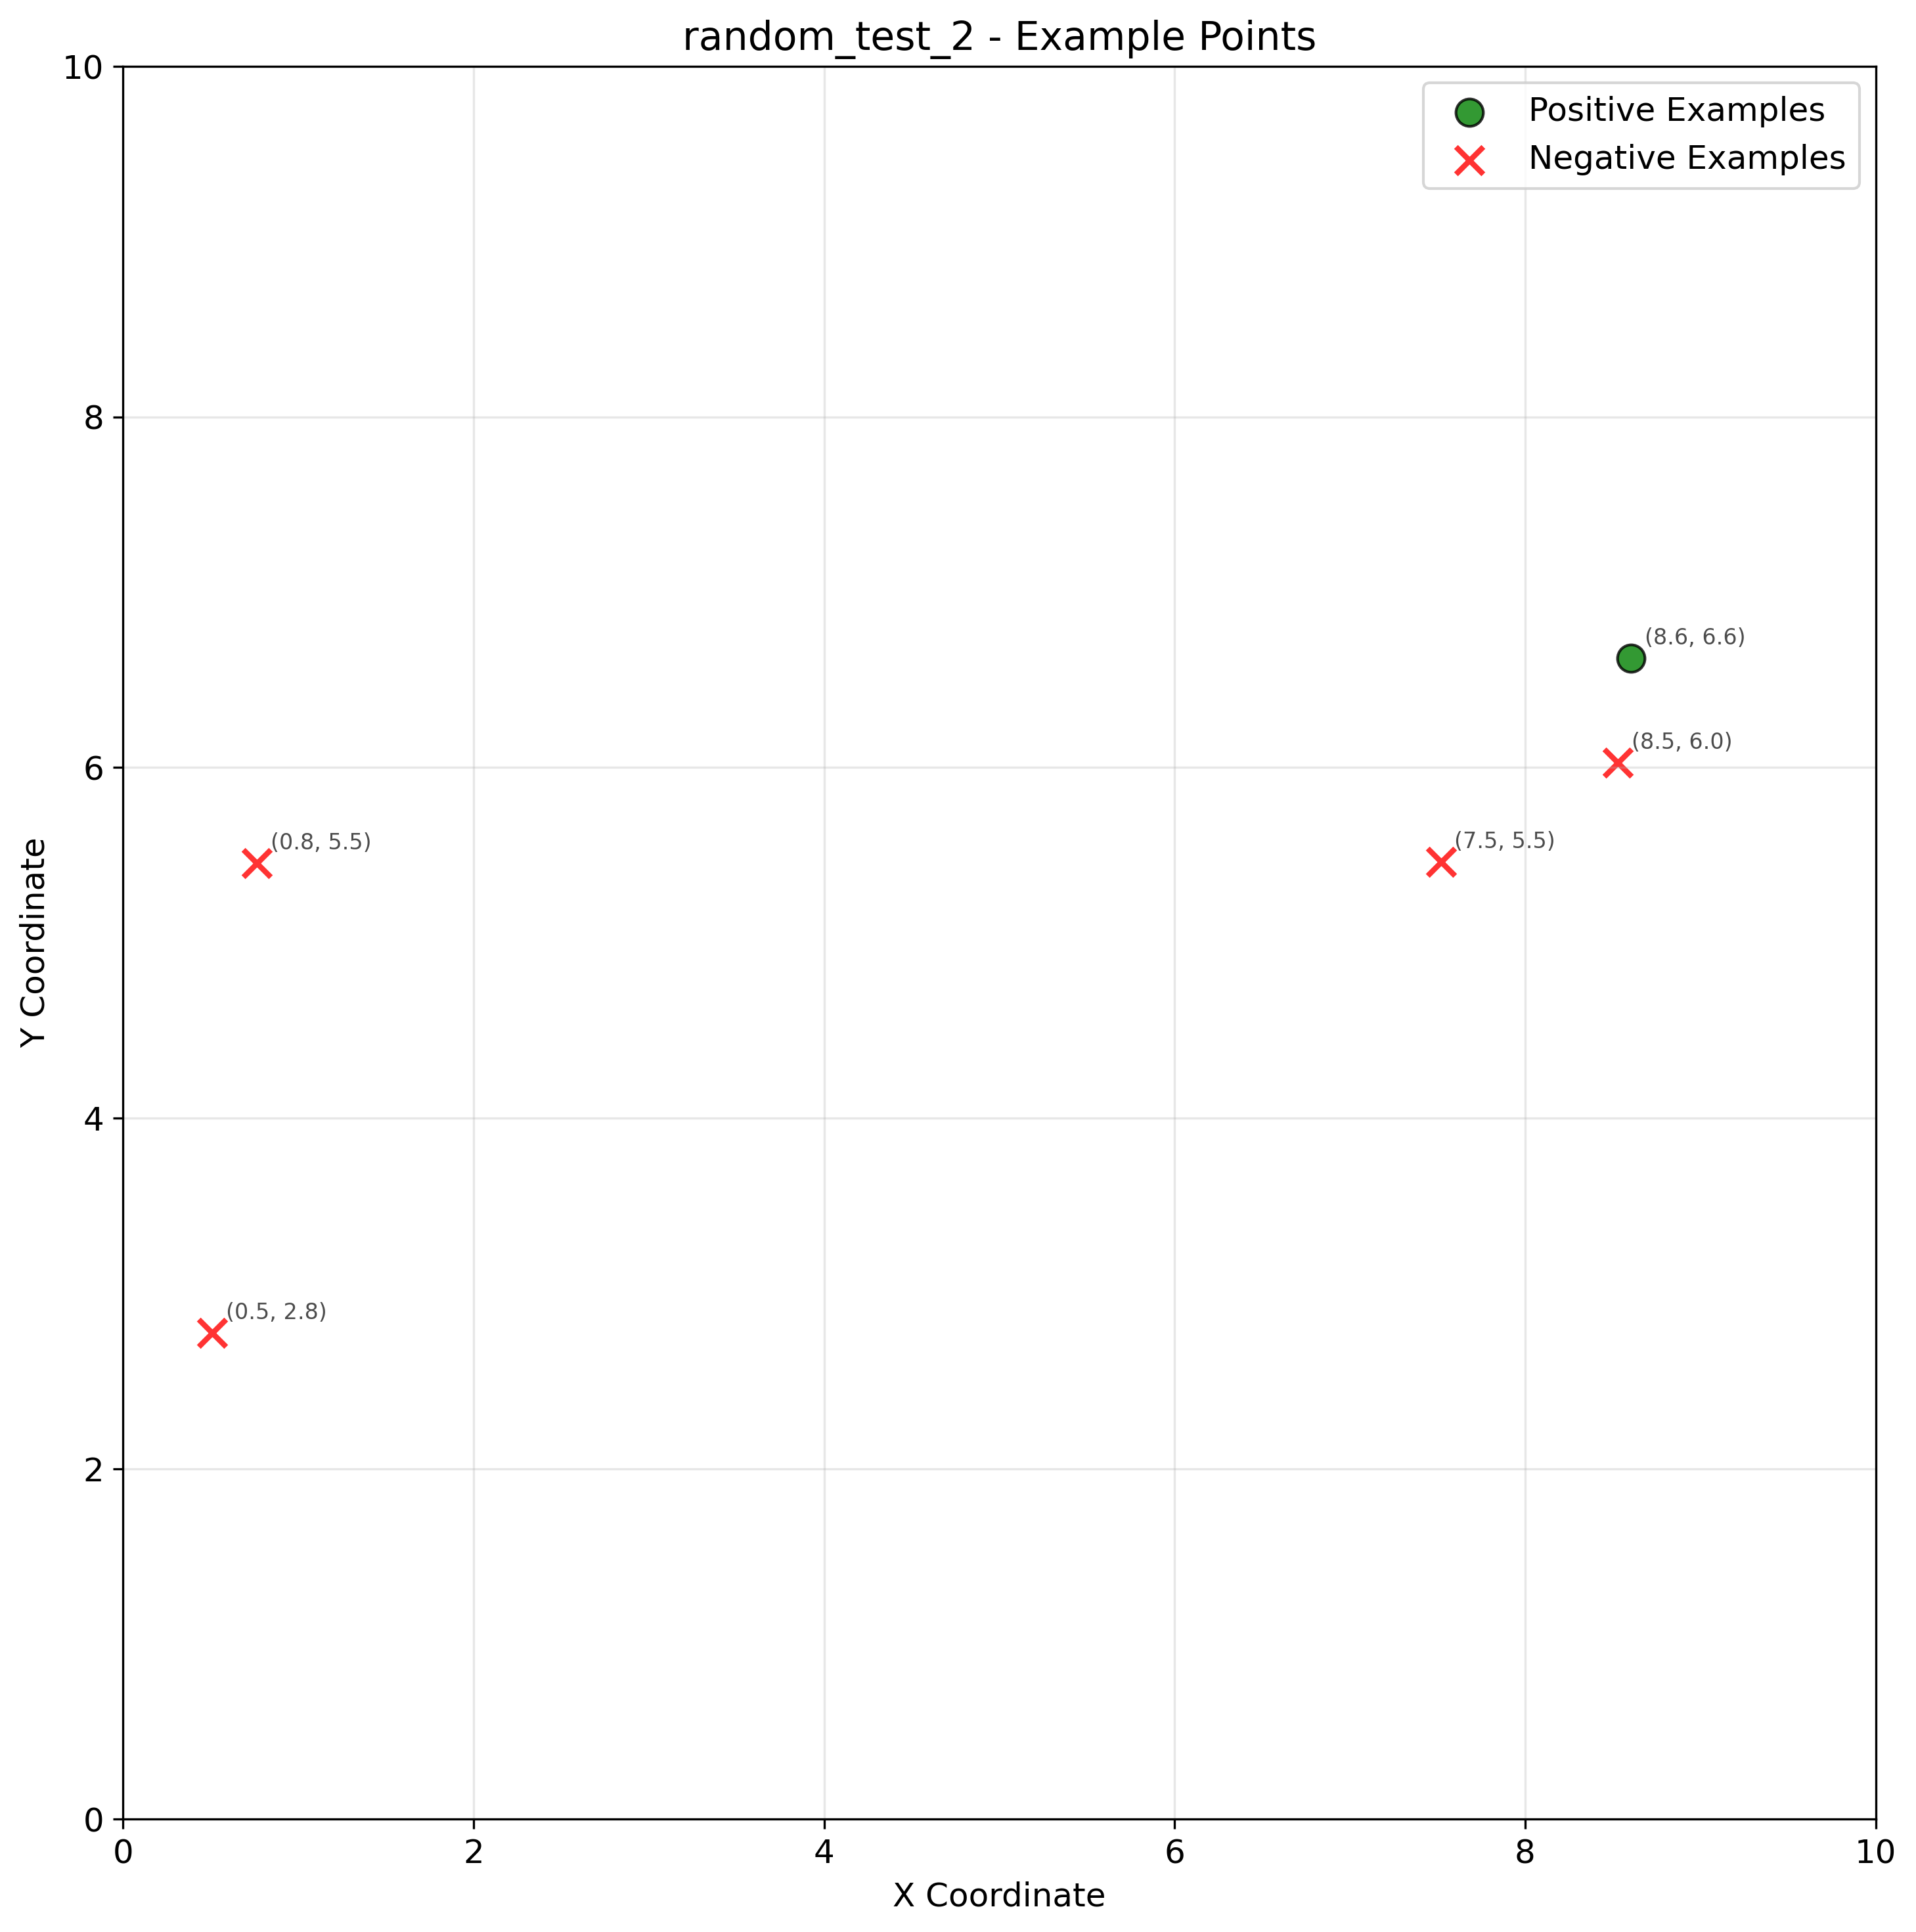 random_test_2 - Example Points
10
Positive Examples
Negative Examples
8
(8.6, 6.6)
(8.5, 6.0)
6
(0.8, 5.5)
(7.5, 5.5)
Y Coordinate
4
(0.5, 2.8)
2
0
0 2 4 6 8 10
X Coordinate